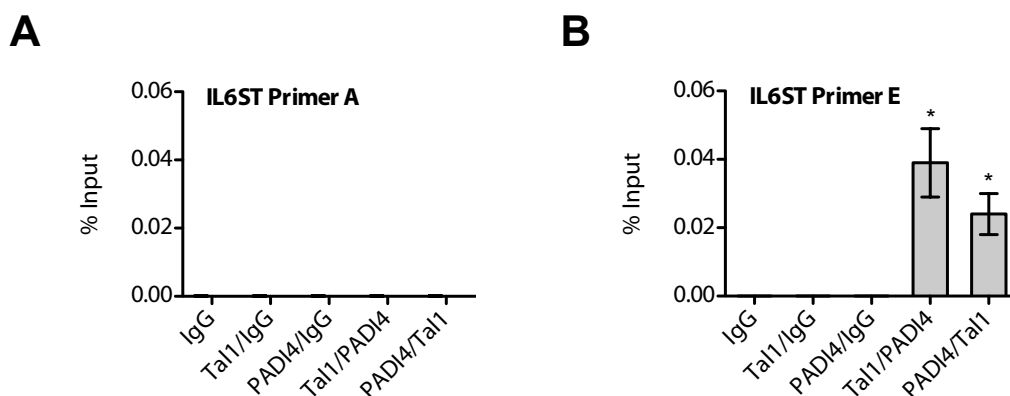 A
IL6ST Primer A
% Input
0.06
0.04
0.02
0.00
IgG
Tal1/IgG
PADI4/IgG
Tal1/PADI4
PADI4/Tal1
B
IL6ST Primer E
% Input
0.06
0.04
0.02
0.00
*
*
IgG
Tal1/IgG
PADI4/IgG
Tal1/PADI4
PADI4/Tal1